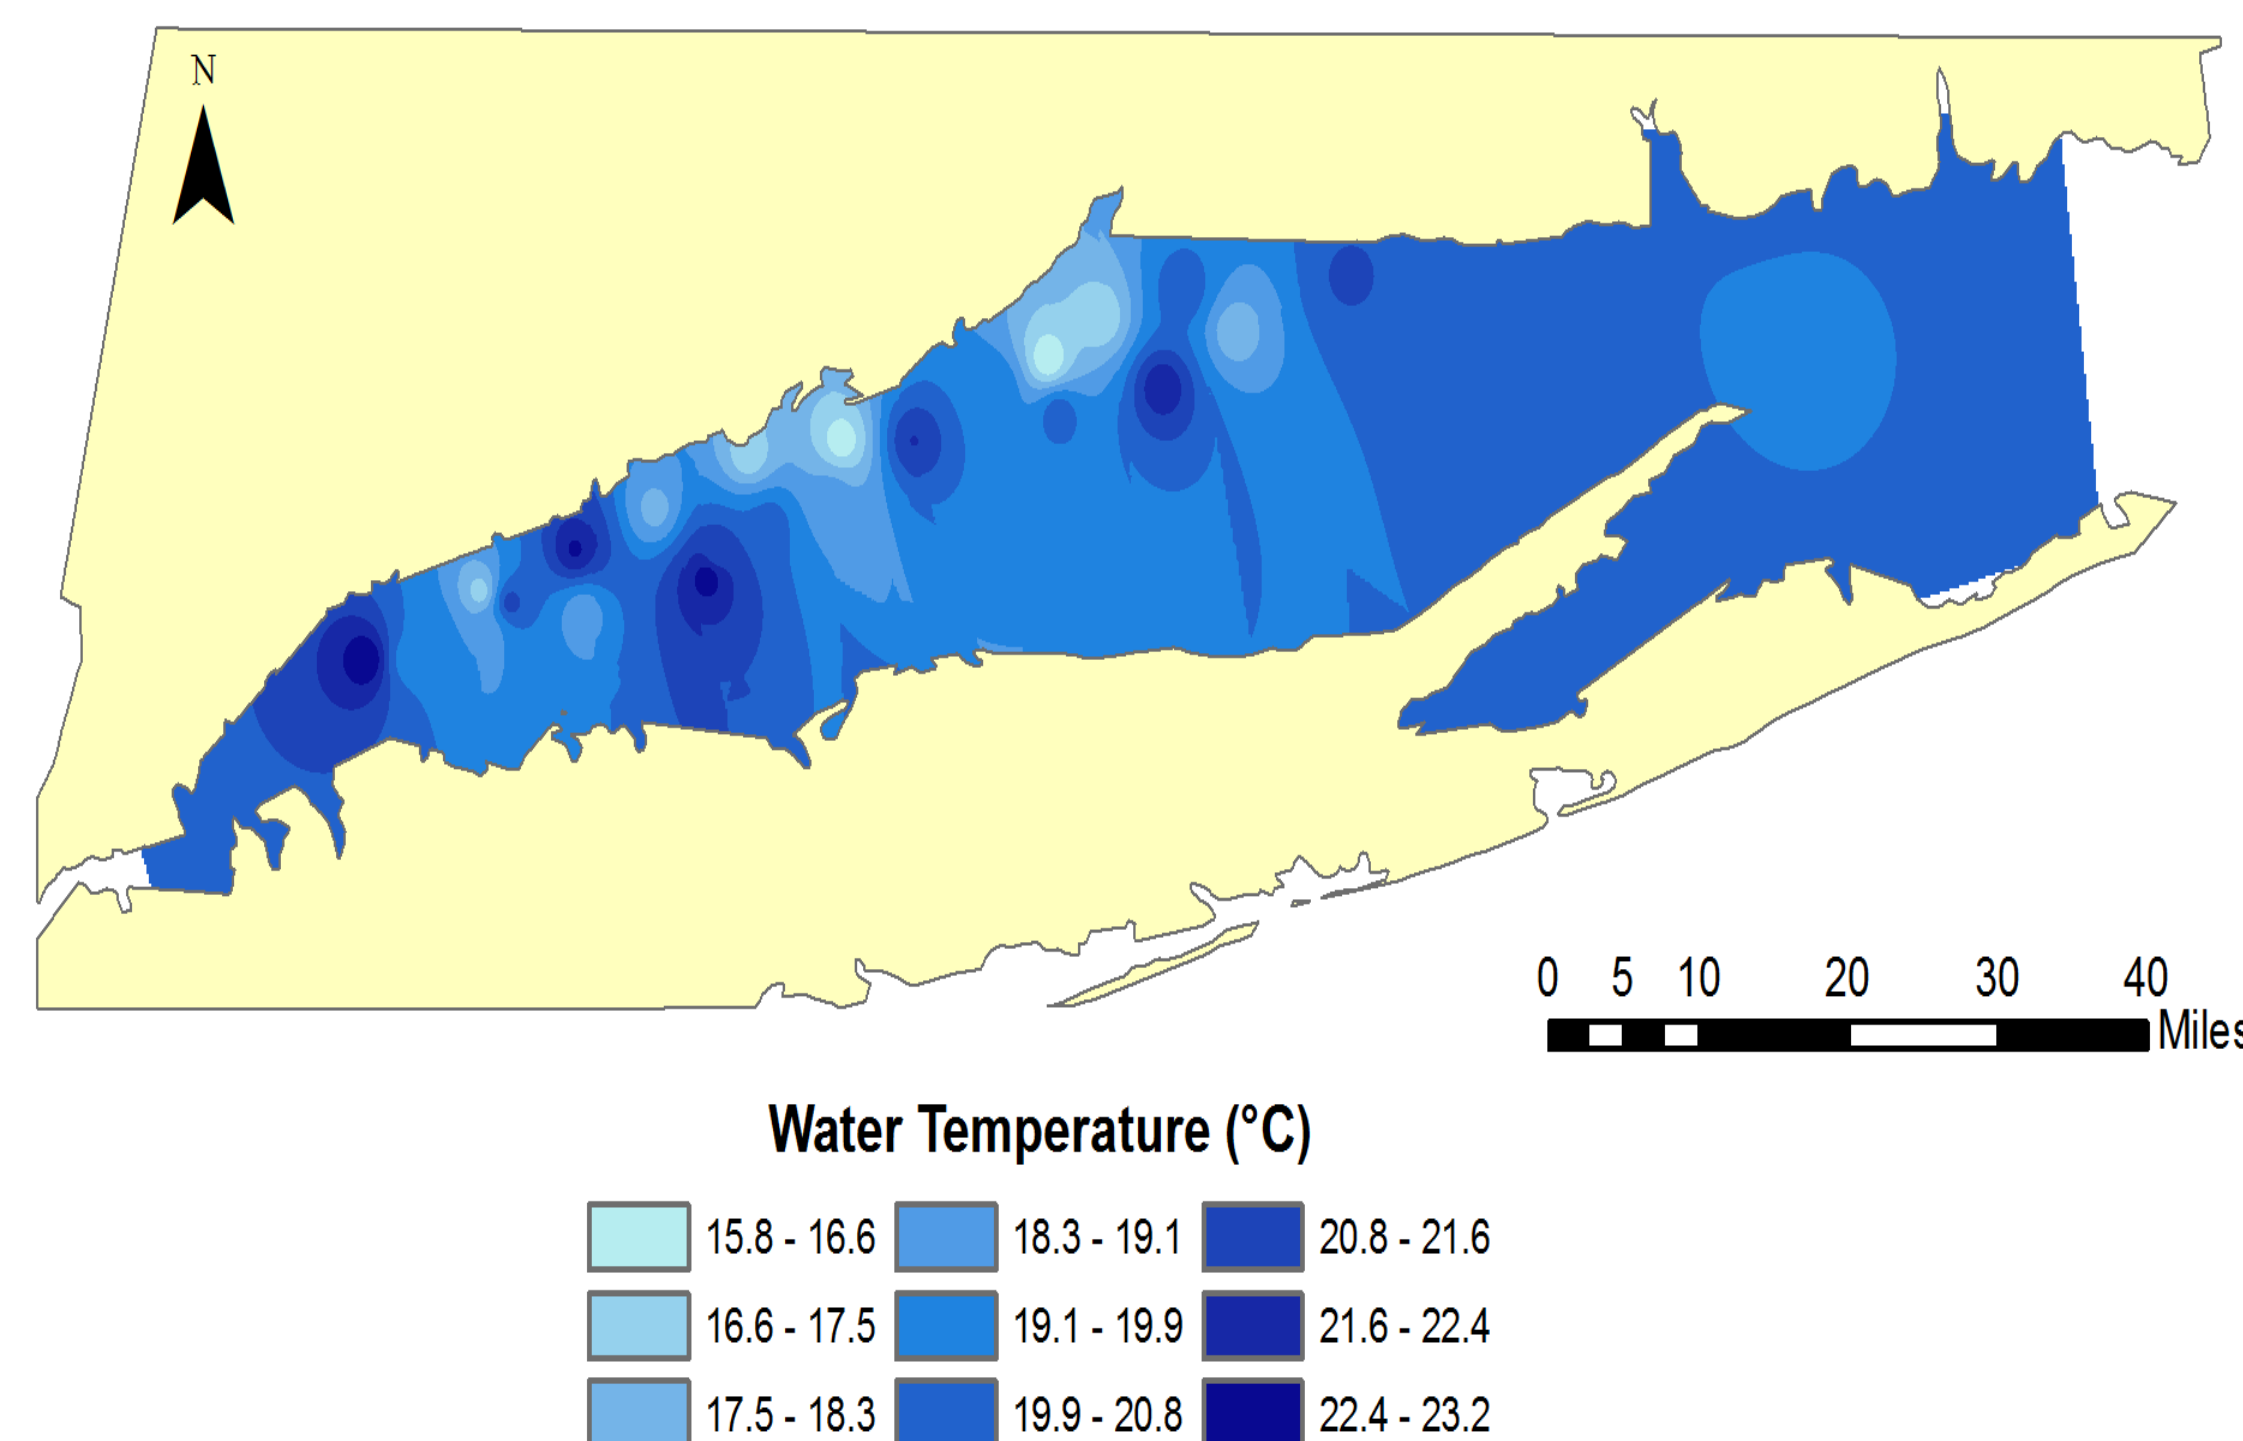 N
0 5 10 20 30 40
Miles
Water Temperature (°C)
15.8 - 16.6 18.3 - 19.1 20.8 - 21.6
16.6 - 17.5 19.1 - 19.9 21.6 - 22.4
17.5 - 18.3 19.9 - 20.8 22.4 - 23.2